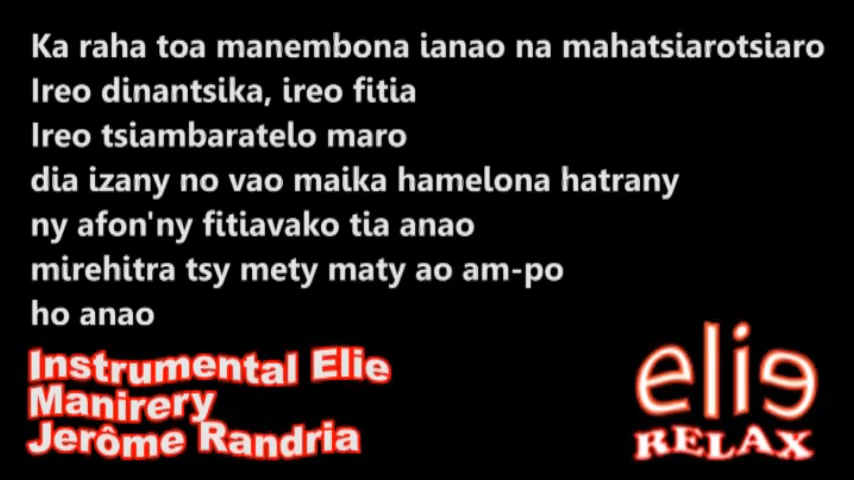 Ka raha toa manembona ianao na mahatsiarotsiaro
Ireo dinantsika, ireo fitia
Ireo tsiambaratelo maro
dia izany no vao maika hamelona hatrany
ny afon'ny fitiavako tia anao
mirehitra tsy mety maty ao am-po
ho anao
Instrumental Elie
Manirery
Jerôme Randria
elie
RELAX